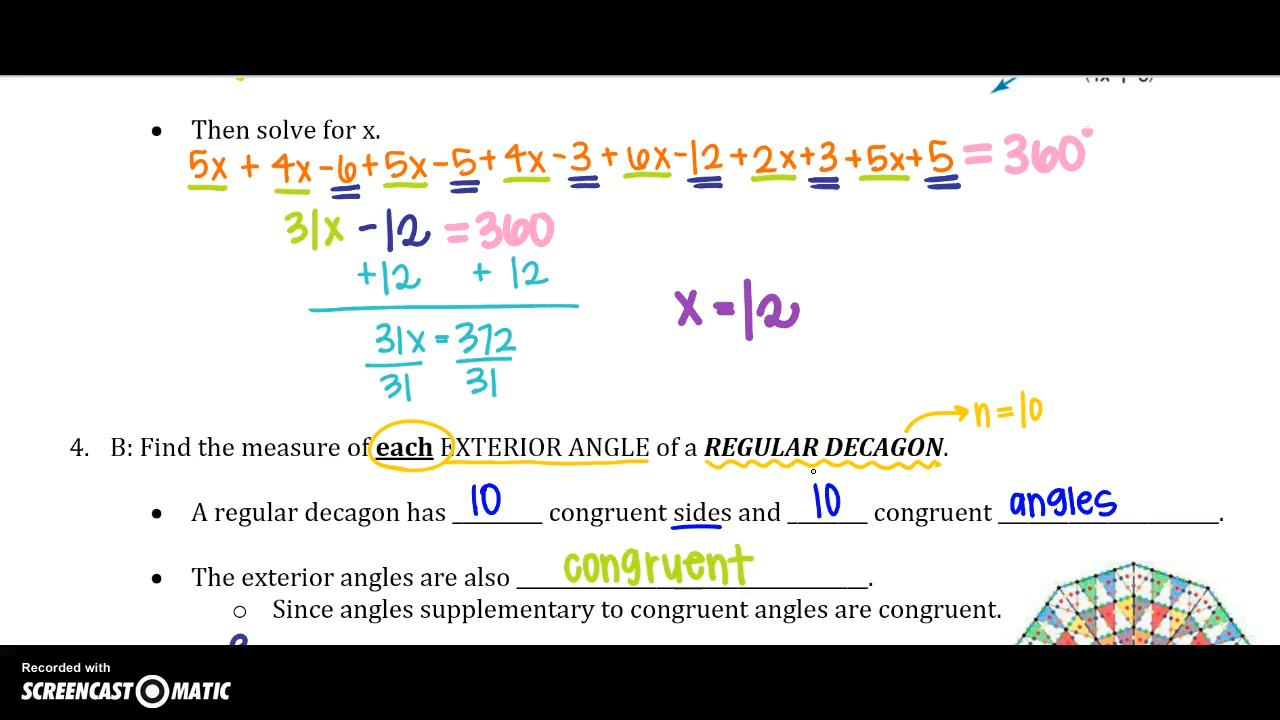 • Then solve for x.
5x + 4x - 6 + 5x - 5 + 4x - 3 + 6x - 12 + 2x + 3 + 5x + 5 = 360°
31x - 12 = 360
+12 + 12
x = 12
31x = 372
31 31
n = 10
4. B: Find the measure of each EXTERIOR ANGLE of a REGULAR DECAGON.
• A regular decagon has 10 congruent sides and 10 congruent angles.
• The exterior angles are also congruent.
o Since angles supplementary to congruent angles are congruent.
Recorded with
SCREENCAST O MATIC